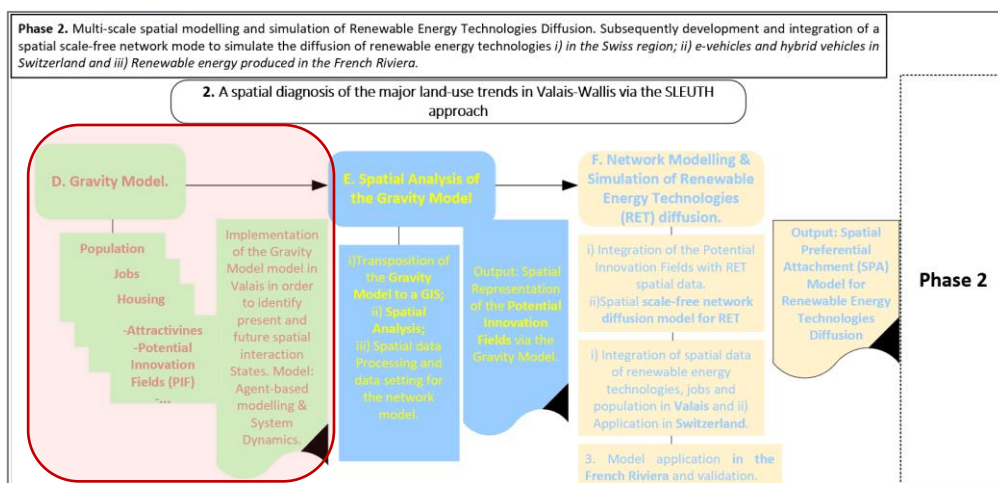 Phase 2. Multi-scale spatial modelling and simulation of Renewable Energy Technologies Diffusion. Subsequently development and integration of a
spatial scale-free network mode to simulate the diffusion of renewable energy technologies i) in the Swiss region; ii) e-vehicles and hybrid vehicles in
Switzerland and iii) Renewable energy produced in the French Riviera.
2. A spatial diagnosis of the major land-use trends in Valais-Wallis via the SLEUTH
approach
D. Gravity Model.
Population
Jobs
Housing
-Attractivines
-Potential
Innovation
Fields (PIF)
-...
Implementation
of the Gravity
Model model in
Valais in order
to identify
present and
future spatial
interaction
States. Model:
Agent-based
modelling &
System
Dynamics.
E. Spatial Analysis of
the Gravity Model
i)Transposition of
the Gravity
Model to a GIS;
ii) Spatial
Analysis;
iii) Spatial data
Processing and
data setting for
the network
model.
Output: Spatial
Representation
of the Potential
Innovation
Fields via the
Gravity Model.
F. Network Modelling &
Simulation of Renewable
Energy Technologies
(RET) diffusion.
i) Integration of the Potential
Innovation Fields with RET
spatial data.
ii)Spatial scale-free network
diffusion model for RET
i) Integration of spatial data
of renewable energy
technologies, jobs and
population in Valais and ii)
Application in Switzerland.
3. Model application in the
French Riviera and validation.
Output: Spatial
Preferential
Attachment (SPA)
Model for
Renewable Energy
Technologies
Diffusion
Phase 2